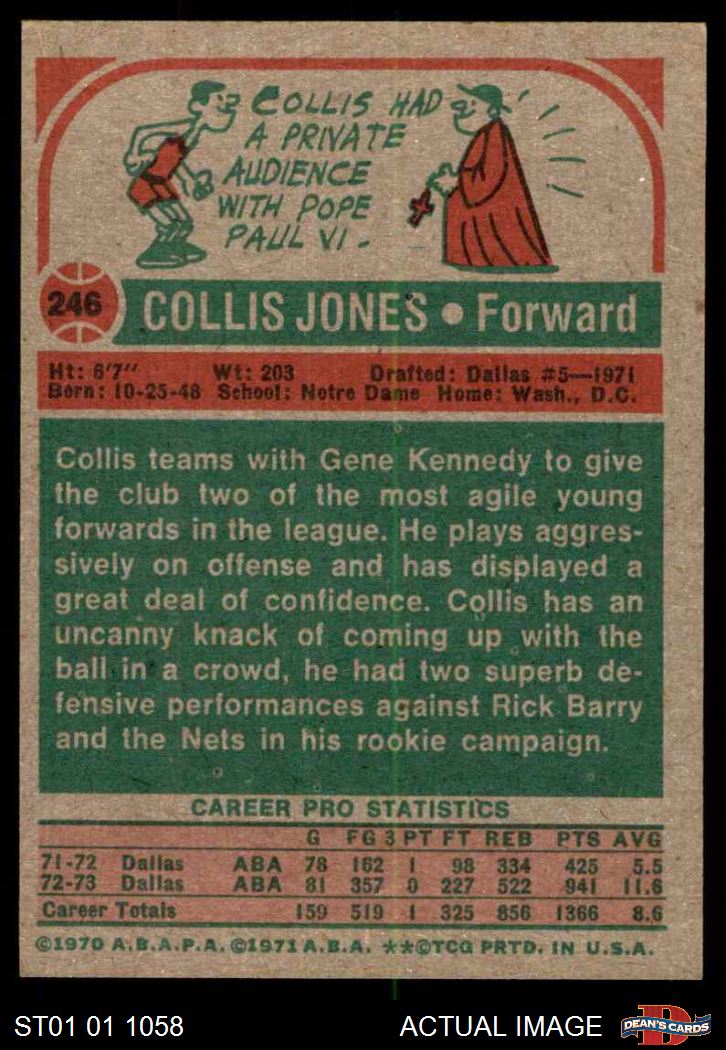 COLLIS HAD
A PRIVATE
AUDIENCE
WITH POPE
PAUL VI.
246
COLLIS JONES • Forward
Ht: 6'7" Wt: 203 Drafted: Dallas #5—1971
Born: 10-25-48 School: Notre Dame Home: Wash., D.C.
Collis teams with Gene Kennedy to give
the club two of the most agile young
forwards in the league. He plays aggres-
sively on offense and has displayed a
great deal of confidence. Collis has an
uncanny knack of coming up with the
ball in a crowd, he had two superb de-
fensive performances against Rick Barry
and the Nets in his rookie campaign.
CAREER PRO STATISTICS
G FG 3 PT FT REB PTS AVG
71-72 Dallas ABA 78 162 1 98 334 425 5.5
72-73 Dallas ABA 81 357 0 227 522 941 11.6
Career Totals 159 519 1 325 856 1366 8.6
©1970 A.B.A.P.A. ©1971 A.B.A. **©TCG PRTD. IN U.S.A.
ST01 01 1058 ACTUAL IMAGE
D
DEAN'S CARDS